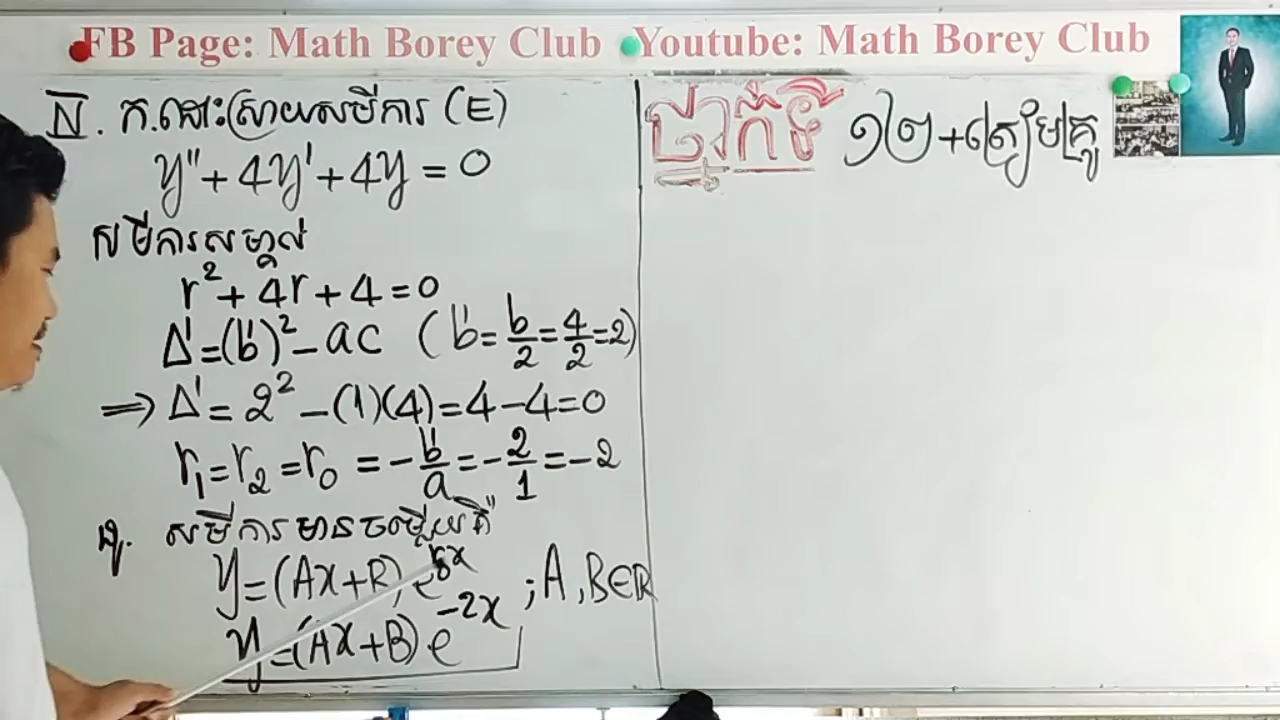 FB Page: Math Borey Club Youtube: Math Borey Club
IV. ក.ដោះស្រាយសមីការ (E)
y'' + 4y' + 4y = 0
សមីការសម្គាល់
r² + 4r + 4 = 0
Δ' = (b')² - ac (b' = b/2 = 4/2 = 2)
⟹ Δ' = 2² - (1)(4) = 4 - 4 = 0
r₁ = r₂ = r₀ = -b'/a = -2/1 = -2
ដូ. សមីការមានចម្លើយគឺ
y = (Ax + B) e^r₀x ; A, B ∈ ℝ
y = (Ax + B) e^-2x
ថ្នាក់ទី ១២ + ត្រៀមគ្រូ